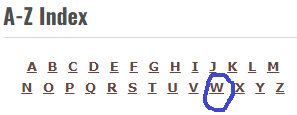 A-Z Index
A B C D E F G H I J K L M
N O P Q R S T U V W X Y Z